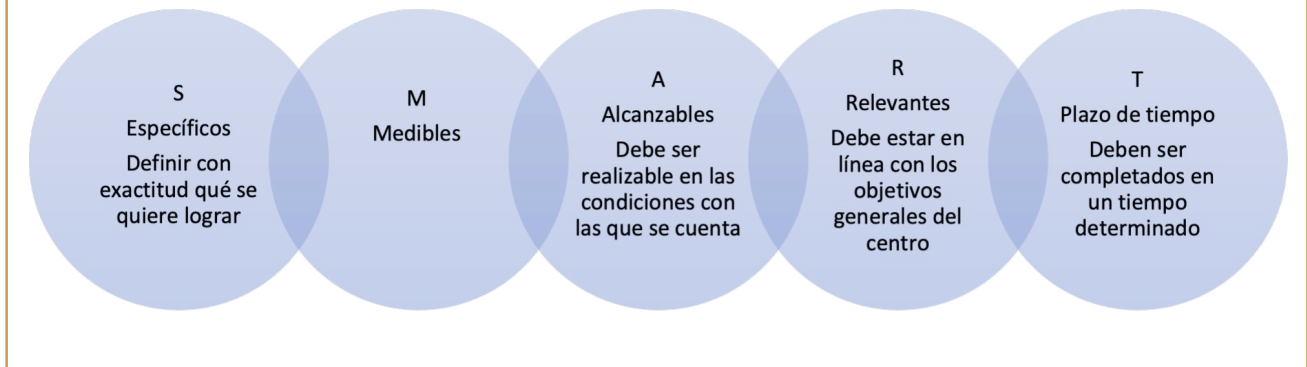 S
Específicos
Definir con
exactitud qué se
quiere lograr
M
Medibles
A
Alcanzables
Debe ser
realizable en las
condiciones con
las que se cuenta
R
Relevantes
Debe estar en
línea con los
objetivos
generales del
centro
T
Plazo de tiempo
Deben ser
completados en
un tiempo
determinado